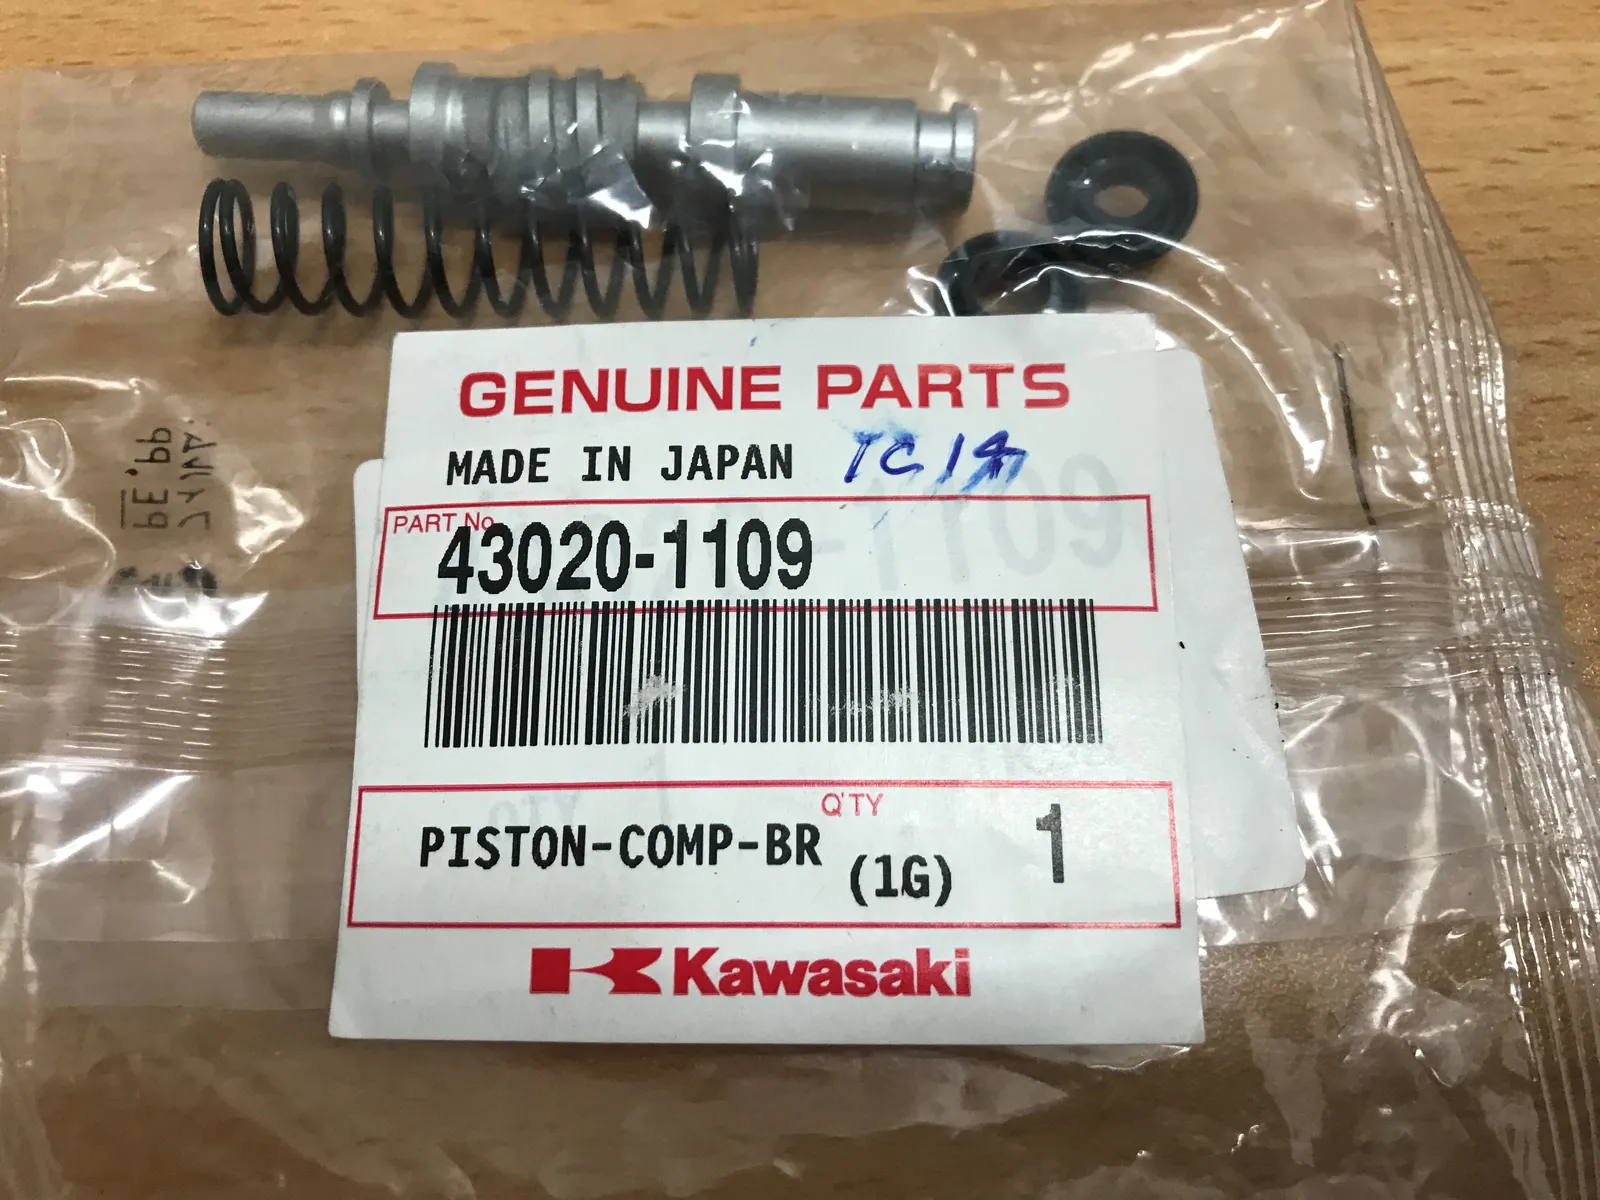 GENUINE PARTS
MADE IN JAPAN
PART No.
43020-1109
Q'TY
PISTON-COMP-BR
(1G)
1
Kawasaki